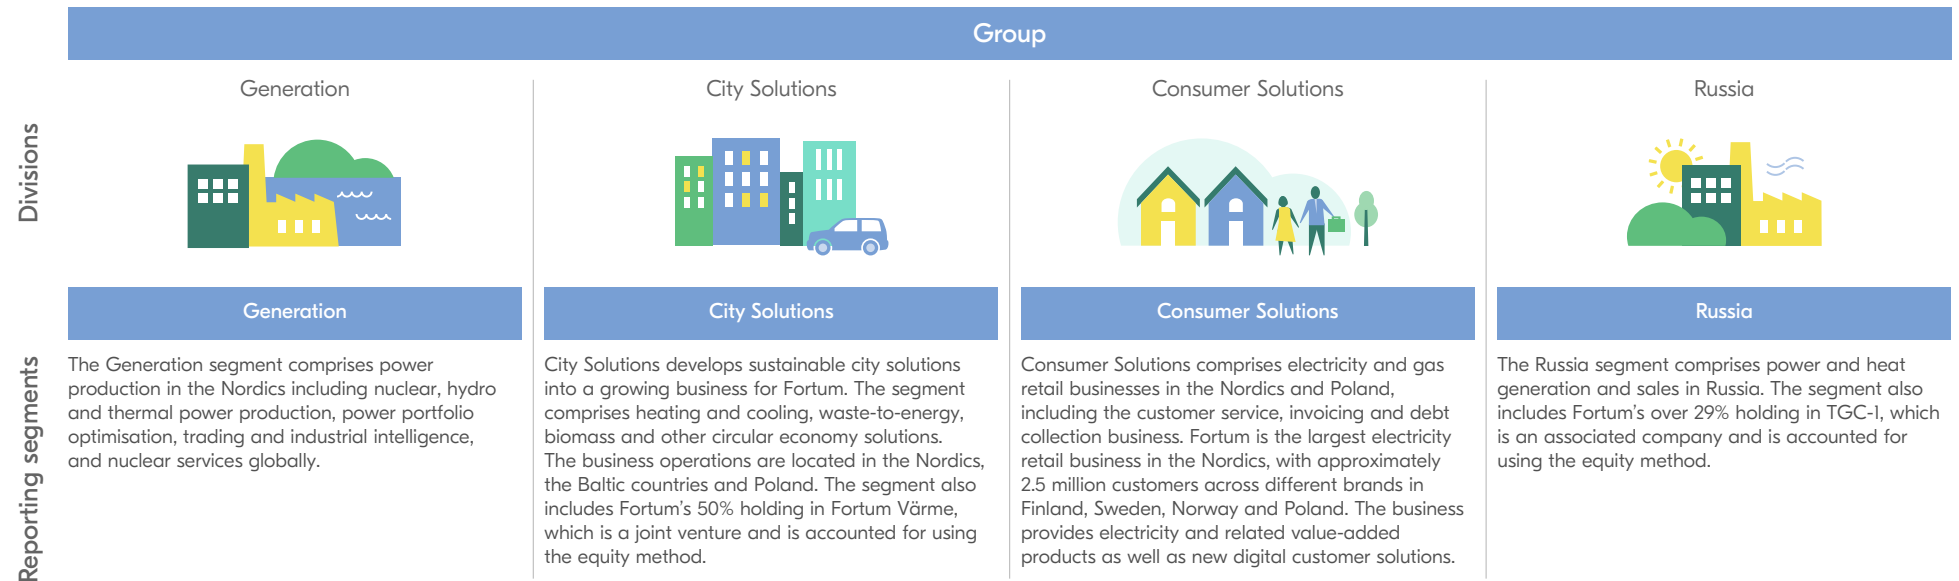 Group
Divisions
Generation
City Solutions
Consumer Solutions
Russia
Reporting segments
Generation
The Generation segment comprises power
production in the Nordics including nuclear, hydro
and thermal power production, power portfolio
optimisation, trading and industrial intelligence,
and nuclear services globally.
City Solutions
City Solutions develops sustainable city solutions
into a growing business for Fortum. The segment
comprises heating and cooling, waste-to-energy,
biomass and other circular economy solutions.
The business operations are located in the Nordics,
the Baltic countries and Poland. The segment also
includes Fortum's 50% holding in Fortum Värme,
which is a joint venture and is accounted for using
the equity method.
Consumer Solutions
Consumer Solutions comprises electricity and gas
retail businesses in the Nordics and Poland,
including the customer service, invoicing and debt
collection business. Fortum is the largest electricity
retail business in the Nordics, with approximately
2.5 million customers across different brands in
Finland, Sweden, Norway and Poland. The business
provides electricity and related value-added
products as well as new digital customer solutions.
Russia
The Russia segment comprises power and heat
generation and sales in Russia. The segment also
includes Fortum's over 29% holding in TGC-1, which
is an associated company and is accounted for
using the equity method.